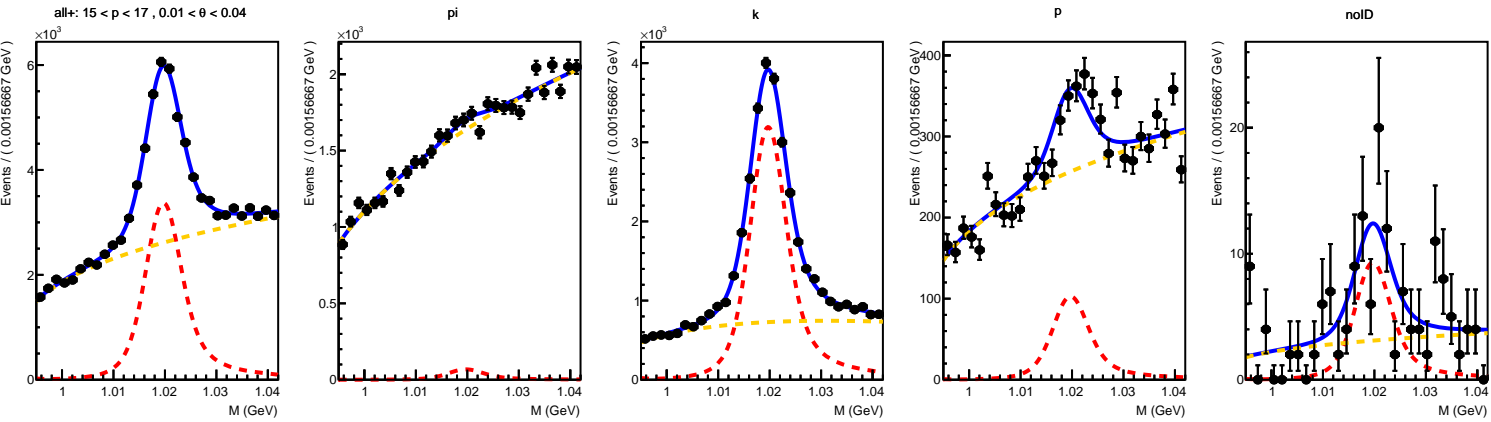 all+: 15 < p < 17 , 0.01 < θ < 0.04
×10³
Events / ( 0.00156667 GeV )
6
4
2
0
1 1.01 1.02 1.03 1.04
M (GeV)
pi
×10³
Events / ( 0.00156667 GeV )
2
1.5
1
0.5
0
1 1.01 1.02 1.03 1.04
M (GeV)
k
×10³
Events / ( 0.00156667 GeV )
4
3
2
1
0
1 1.01 1.02 1.03 1.04
M (GeV)
p
Events / ( 0.00156667 GeV )
400
300
200
100
0
1 1.01 1.02 1.03 1.04
M (GeV)
noID
Events / ( 0.00156667 GeV )
20
10
0
1 1.01 1.02 1.03 1.04
M (GeV)